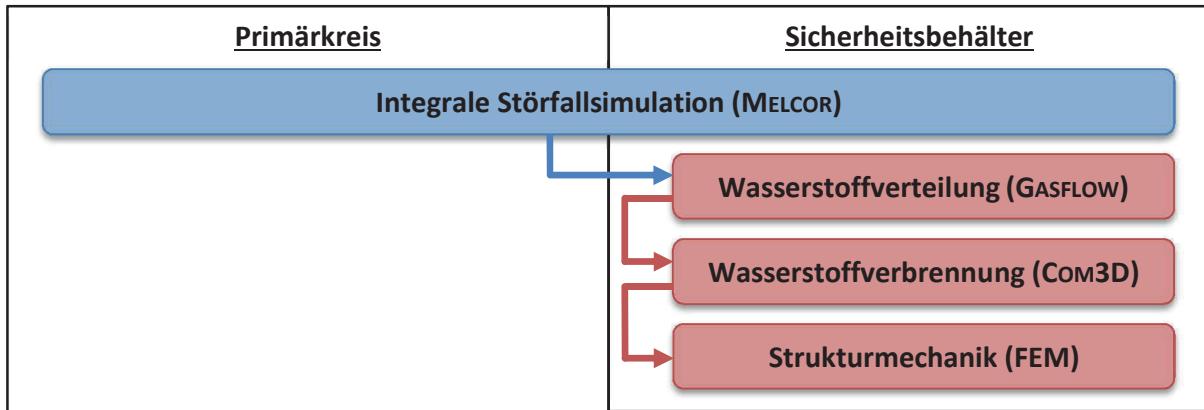 Primärkreis
Sicherheitsbehälter
Integrale Störfallsimulation (MELCOR)
Wasserstoffverteilung (GASFLOW)
Wasserstoffverbrennung (COM3D)
Strukturmechanik (FEM)